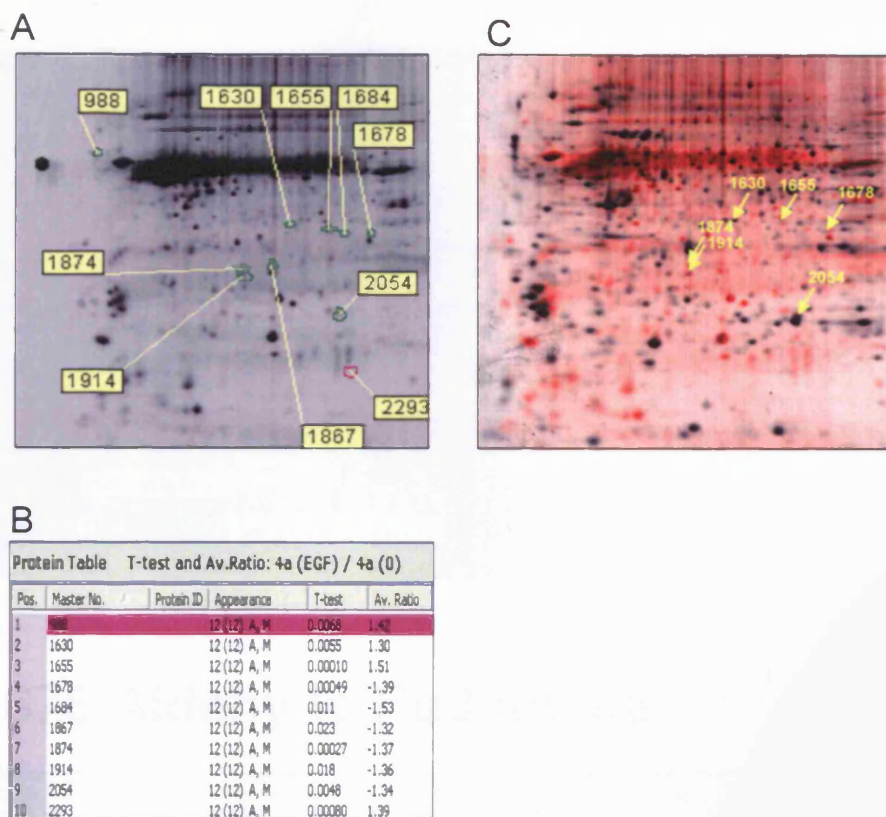 A
988
1630
1655
1684
1678
1874
2054
1914
2293
1867
C
1630
1655
1678
1874
1914
2054
B
Protein Table T-test and Av.Ratio: 4a (EGF) / 4a (0)
Pos. Master No. Protein ID Appearance T-test Av. Ratio
1 988 12 (12) A, M 0.0068 1.42
2 1630 12 (12) A, M 0.0055 1.30
3 1655 12 (12) A, M 0.00010 1.51
4 1678 12 (12) A, M 0.00049 -1.39
5 1684 12 (12) A, M 0.011 -1.53
6 1867 12 (12) A, M 0.023 -1.32
7 1874 12 (12) A, M 0.00027 -1.37
8 1914 12 (12) A, M 0.018 -1.36
9 2054 12 (12) A, M 0.0048 -1.34
10 2293 12 (12) A, M 0.00080 1.39